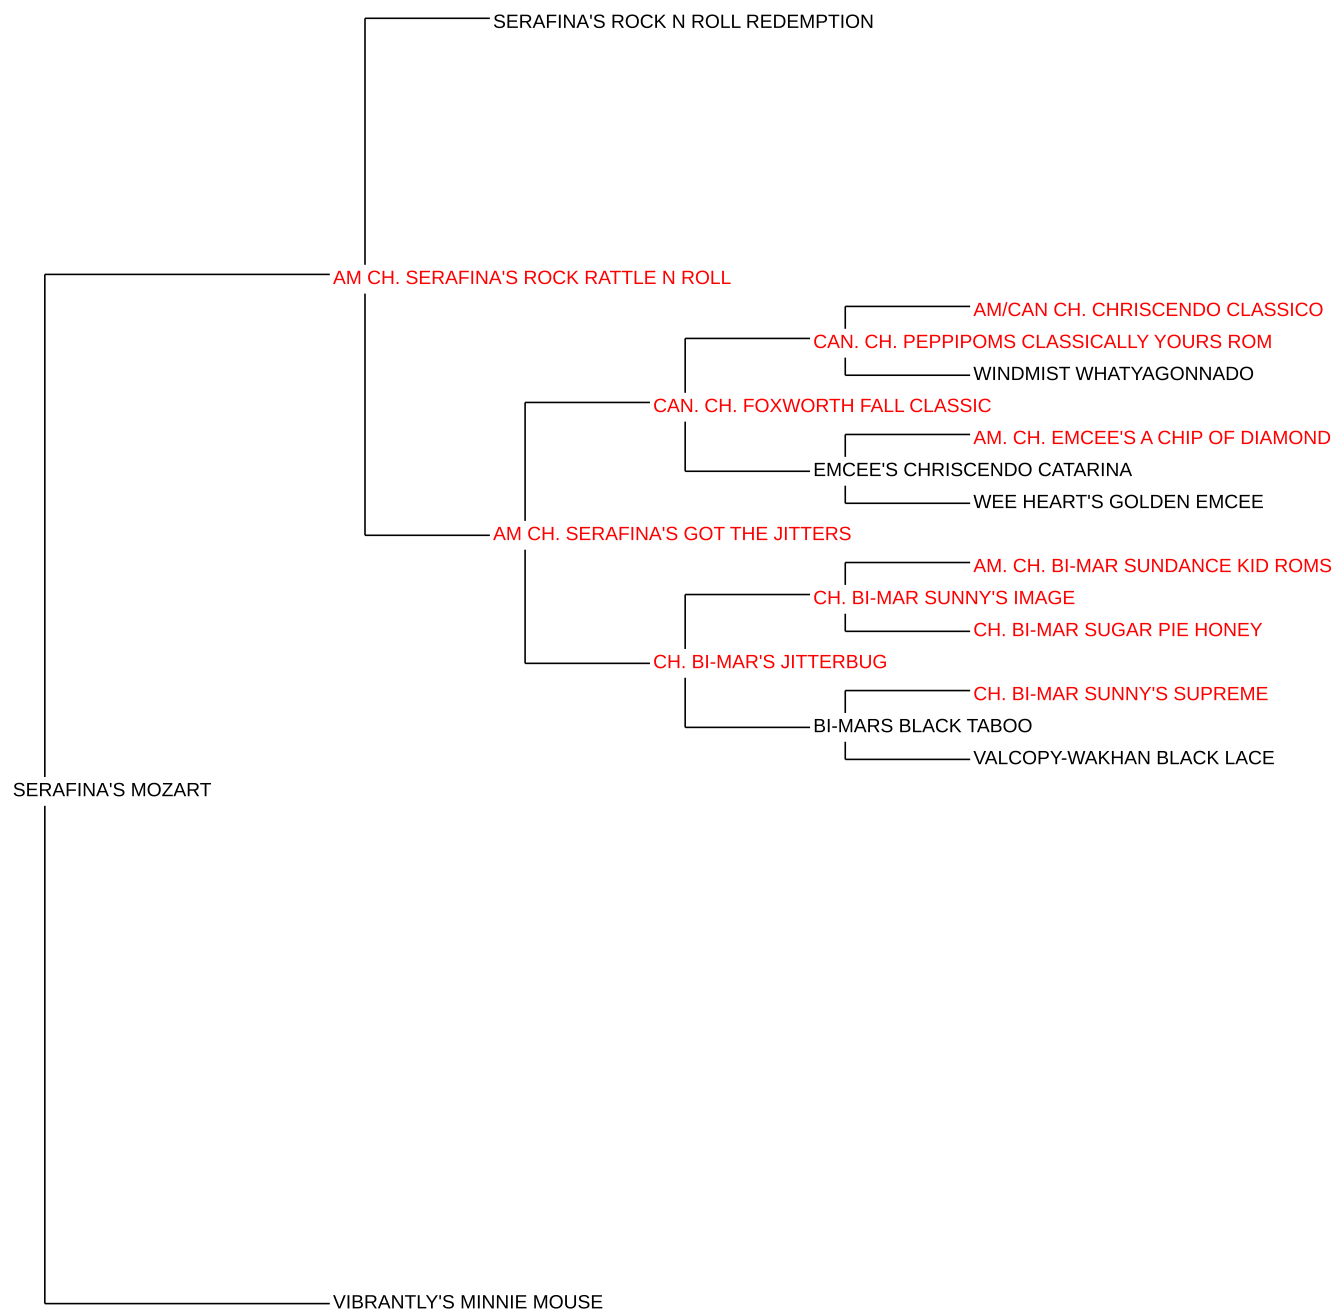 SERAFINA'S ROCK N ROLL REDEMPTION
AM CH. SERAFINA'S ROCK RATTLE N ROLL
AM/CAN CH. CHRISCENDO CLASSICO
CAN. CH. PEPPIPOMS CLASSICALLY YOURS ROM
WINDMIST WHATYAGONNADO
CAN. CH. FOXWORTH FALL CLASSIC
AM. CH. EMCEE'S A CHIP OF DIAMOND
EMCEE'S CHRISCENDO CATARINA
WEE HEART'S GOLDEN EMCEE
AM CH. SERAFINA'S GOT THE JITTERS
AM. CH. BI-MAR SUNDANCE KID ROMS
CH. BI-MAR SUNNY'S IMAGE
CH. BI-MAR SUGAR PIE HONEY
CH. BI-MAR'S JITTERBUG
CH. BI-MAR SUNNY'S SUPREME
BI-MARS BLACK TABOO
VALCOPY-WAKHAN BLACK LACE
SERAFINA'S MOZART
VIBRANTLY'S MINNIE MOUSE